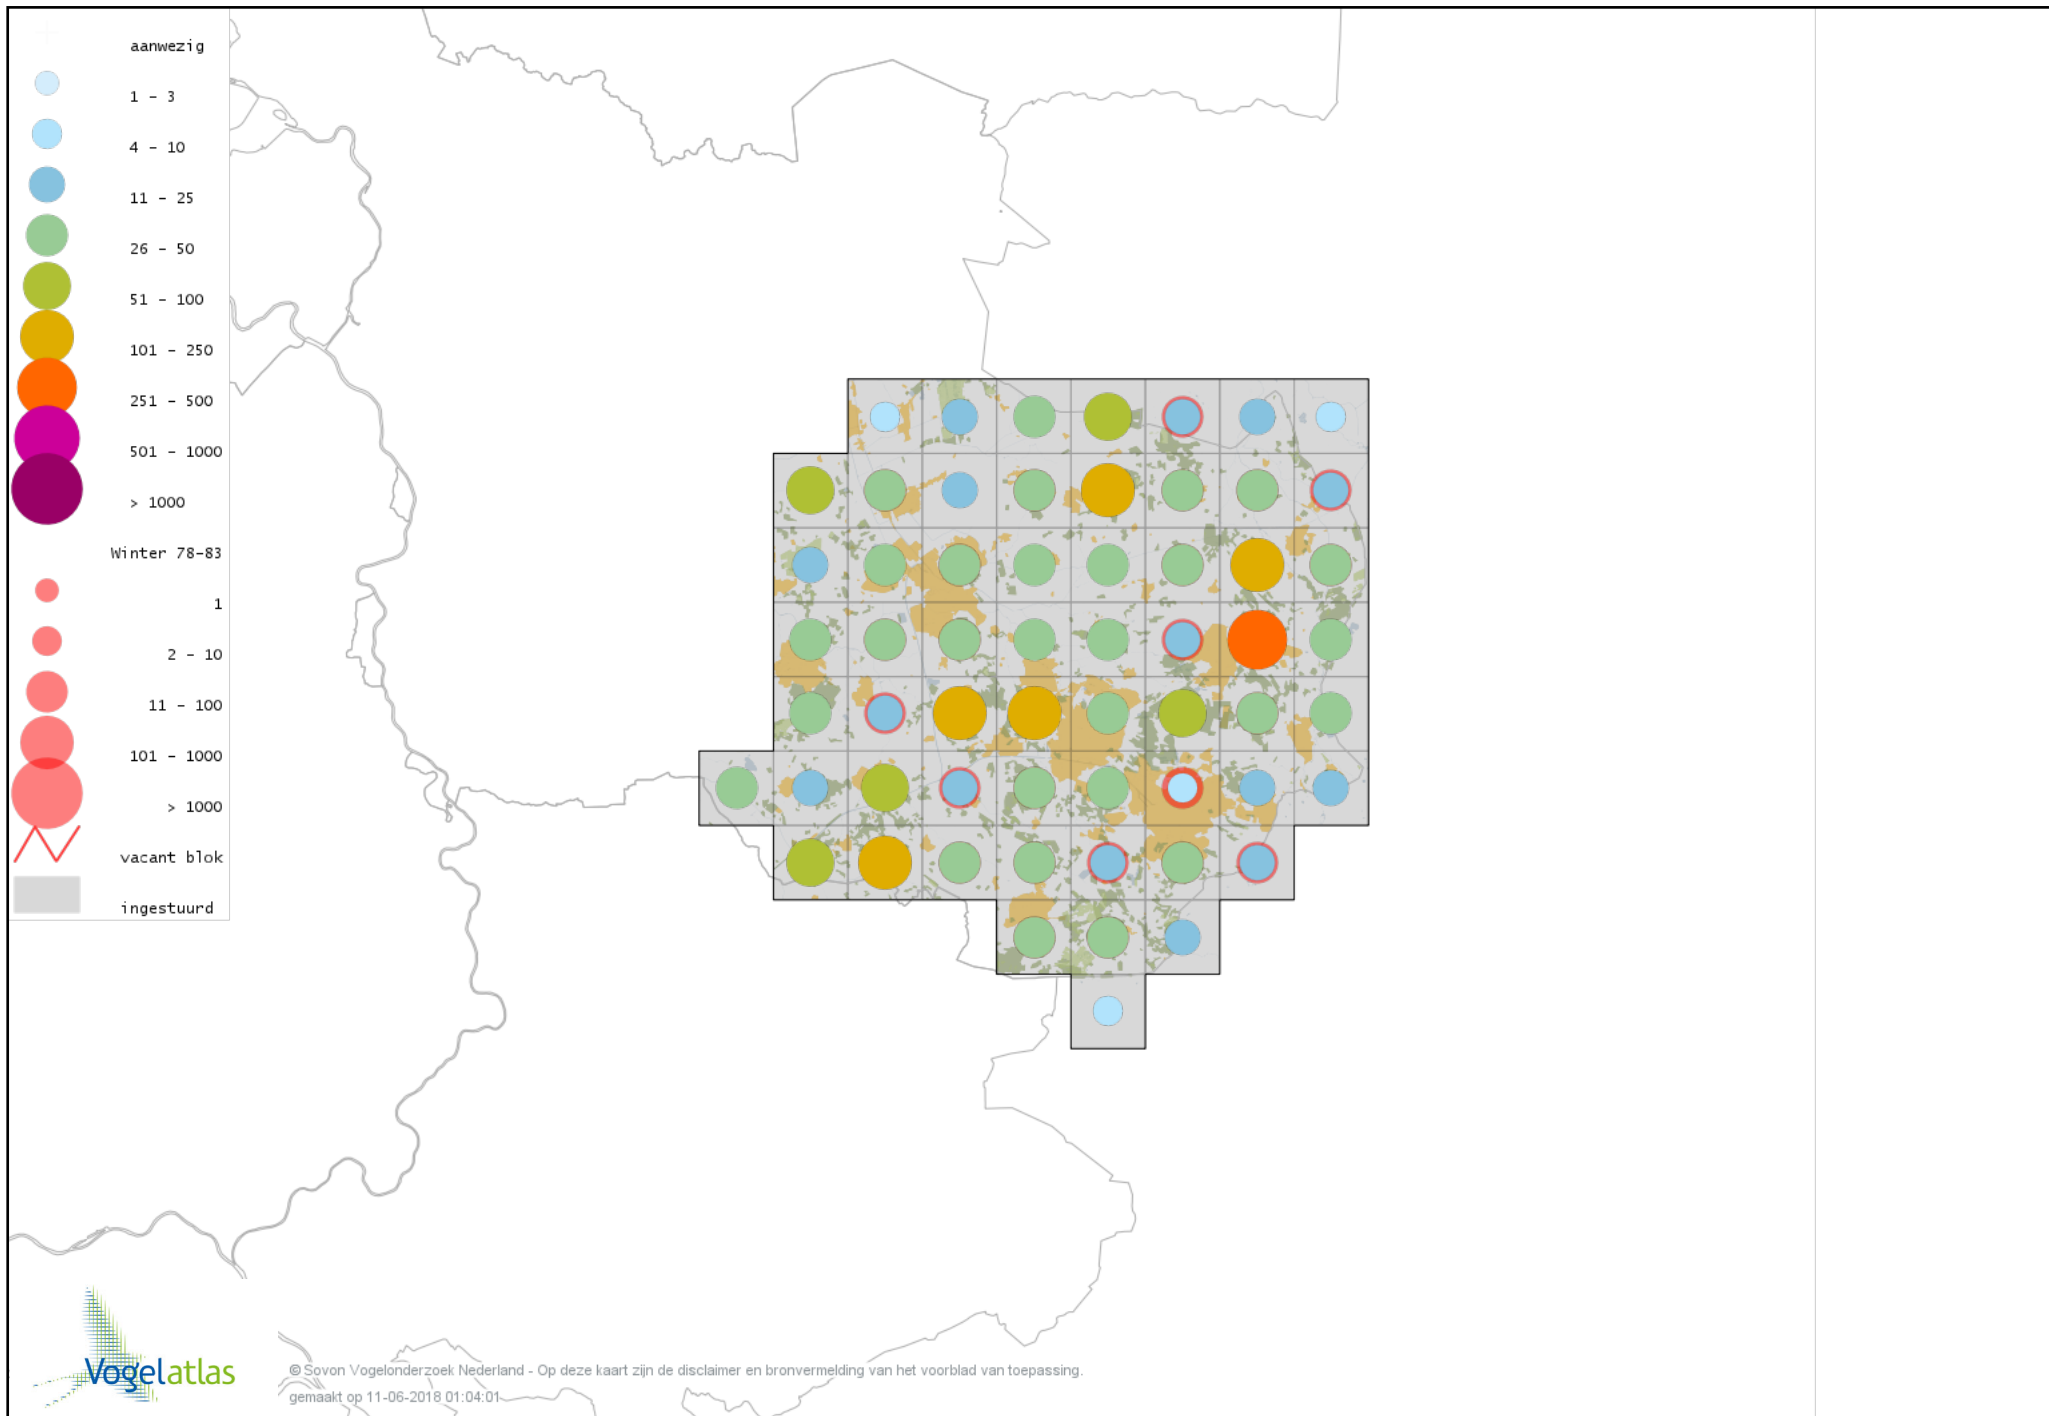 aanwezig
1 - 3
4 - 10
11 - 25
26 - 50
51 - 100
101 - 250
251 - 500
501 - 1000
> 1000
Winter 78-83
1
2 - 10
11 - 100
101 - 1000
> 1000
vacant blok
ingestuurd
Vogelatlas
© Sovon Vogelonderzoek Nederland - Op deze kaart zijn de disclaimer en bronvermelding van het voorblad van toepassing.
gemaakt op 11-06-2018 01:04:01